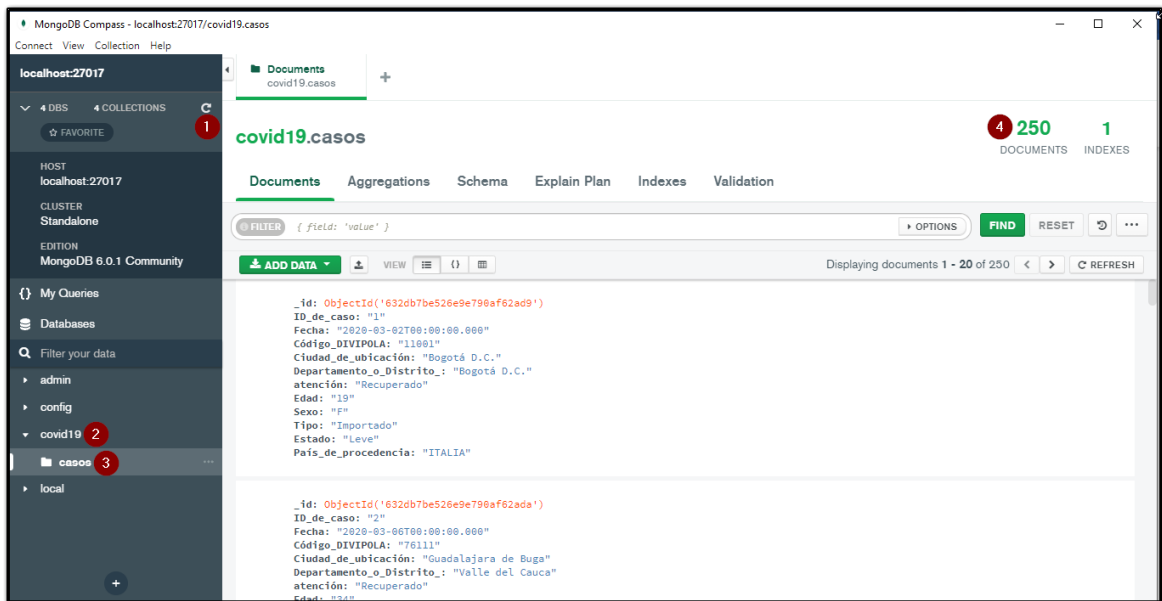 MongoDB Compass - localhost:27017/covid19.casos
Connect View Collection Help
localhost:27017
4 DBS 4 COLLECTIONS
1
FAVORITE
HOST
localhost:27017
CLUSTER
Standalone
EDITION
MongoDB 6.0.1 Community
{} My Queries
Databases
Filter your data
admin
config
covid19 2
casos 3
local
Documents
covid19.casos
covid19.casos
4 250
DOCUMENTS
1
INDEXES
Documents Aggregations Schema Explain Plan Indexes Validation
FILTER { field: 'value' }
OPTIONS
FIND
RESET
ADD DATA
VIEW
{}
Displaying documents 1 - 20 of 250
REFRESH
_id: ObjectId('632db7be526e9e790af62ad9')
ID_de_caso: "1"
Fecha: "2020-03-02T00:00:00.000"
Código_DIVIPOLA: "11001"
Ciudad_de_ubicación: "Bogotá D.C."
Departamento_o_Distrito_: "Bogotá D.C."
atención: "Recuperado"
Edad: "19"
Sexo: "F"
Tipo: "Importado"
Estado: "Leve"
País_de_procedencia: "ITALIA"
_id: ObjectId('632db7be526e9e790af62ada')
ID_de_caso: "2"
Fecha: "2020-03-06T00:00:00.000"
Código_DIVIPOLA: "76111"
Ciudad_de_ubicación: "Guadalajara de Buga"
Departamento_o_Distrito_: "Valle del Cauca"
atención: "Recuperado"
Edad: "34"